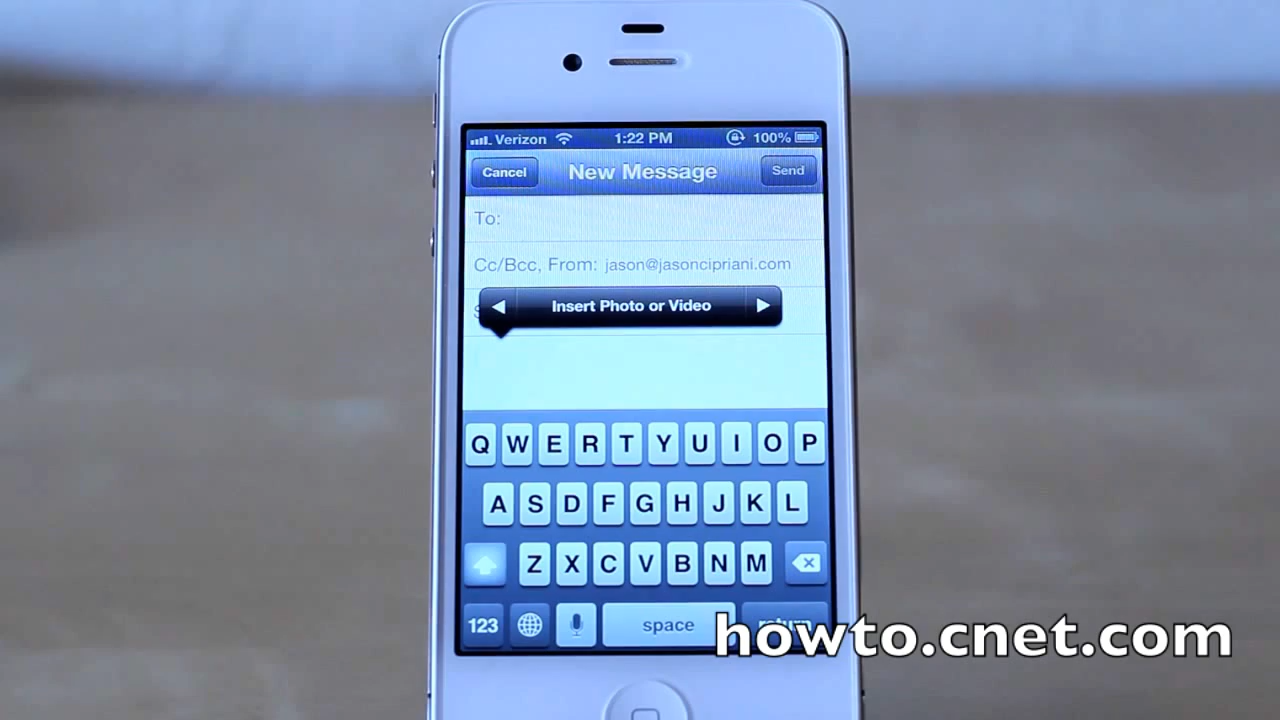 Verizon 1:22 PM 100%
Cancel New Message Send
To:
Cc/Bcc, From: jason@jasoncipriani.com
Insert Photo or Video
Q W E R T Y U I O P
A S D F G H J K L
Z X C V B N M
123 space return
howto.cnet.com